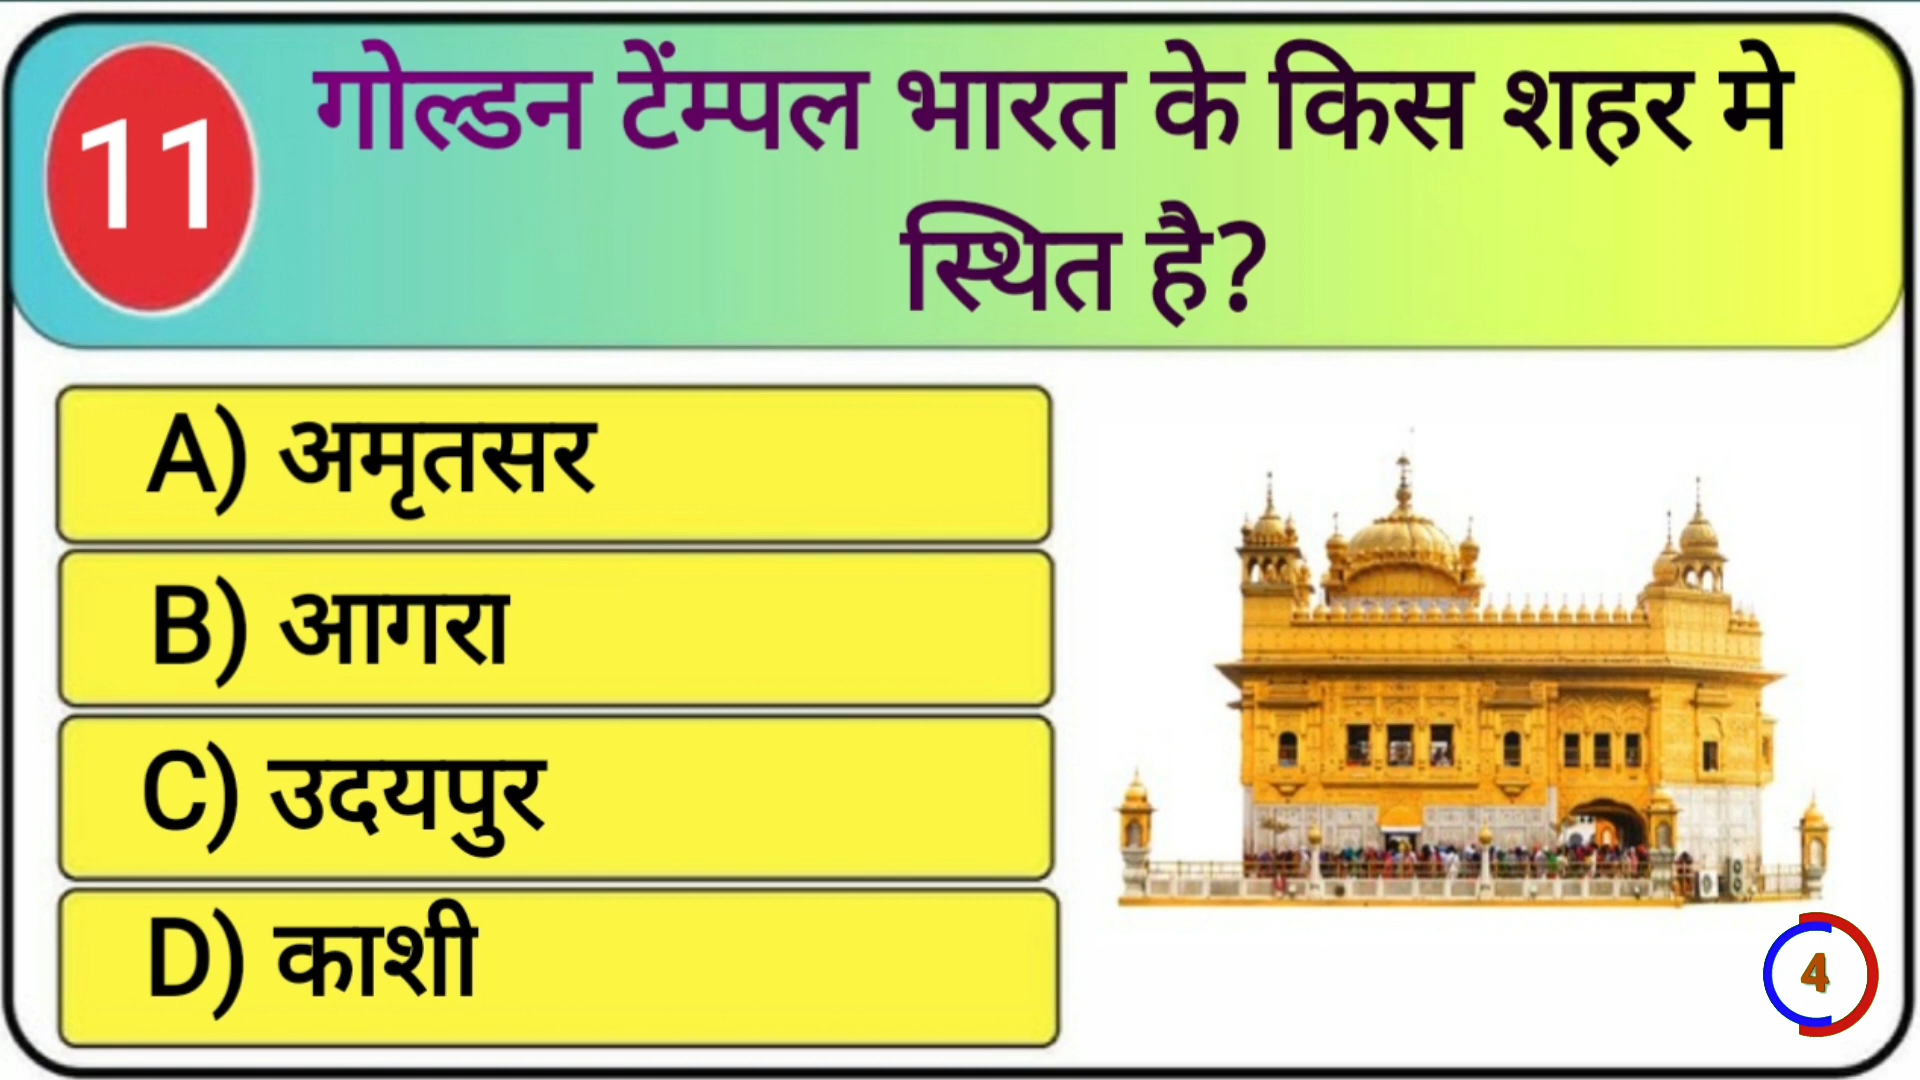 11
गोल्डन टेंम्पल भारत के किस शहर मे
स्थित है?
A) अमृतसर
B) आगरा
C) उदयपुर
D) काशी
4